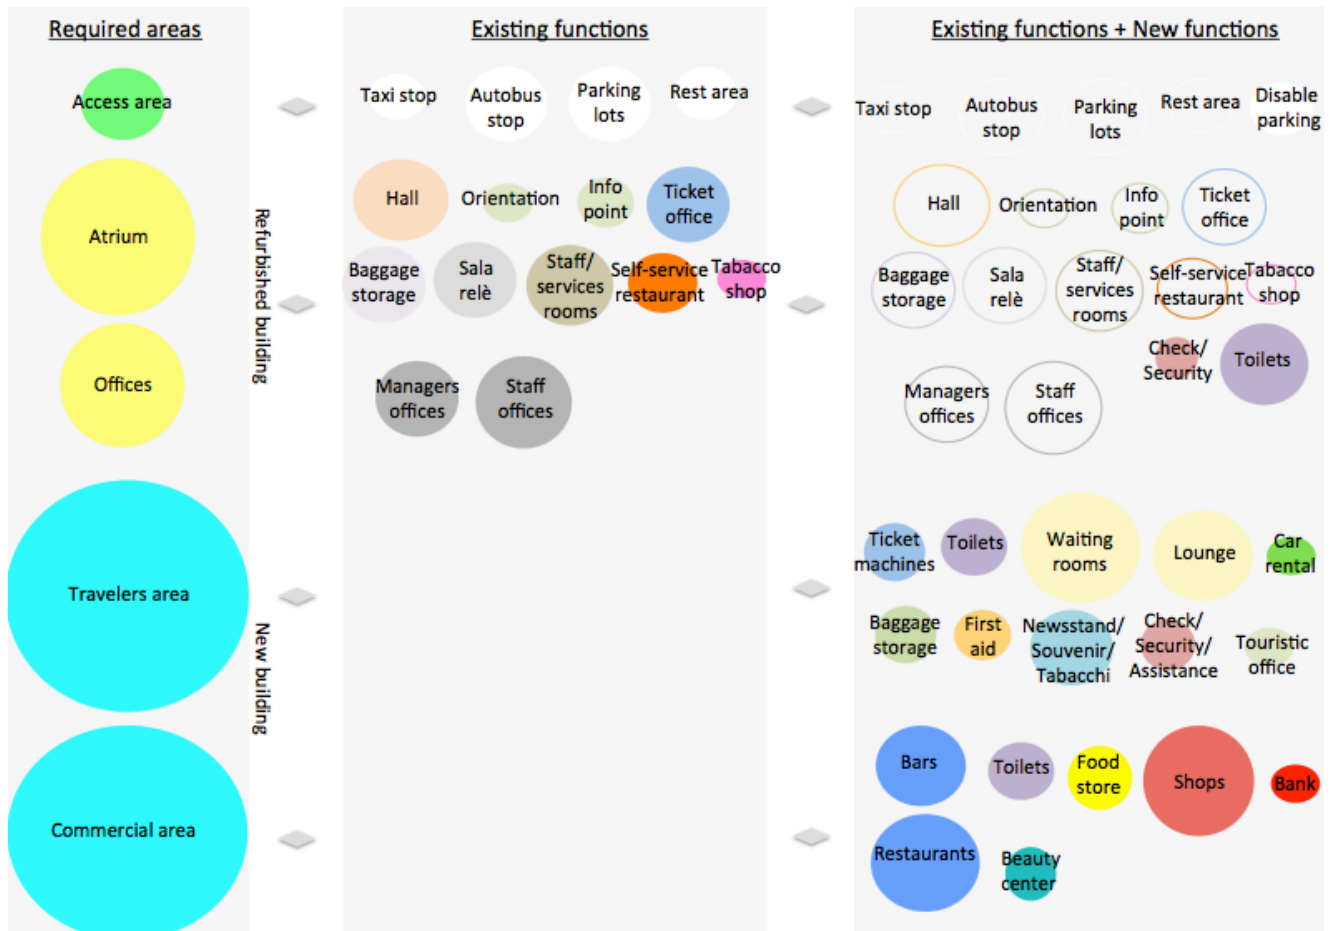 Required areas
Existing functions
Existing functions + New functions
Access area
Taxi stop
Autobus
stop
Parking
lots
Rest area
Taxi stop
Autobus
stop
Parking
lots
Rest area
Disable
parking
Atrium
Offices
Refurbished building
Hall
Orientation
Info
point
Ticket
office
Baggage
storage
Sala
relè
Staff/
services
rooms
Self-service
restaurant
Tabacco
shop
Managers
offices
Staff
offices
Hall
Orientation
Info
point
Ticket
office
Baggage
storage
Sala
relè
Staff/
services
rooms
Self-service
restaurant
Tabacco
shop
Check/
Security
Toilets
Managers
offices
Staff
offices
Travelers area
New building
Ticket
machines
Toilets
Waiting
rooms
Lounge
Car
rental
Baggage
storage
First
aid
Newsstand/
Souvenir/
Tabacchi
Check/
Security/
Assistance
Touristic
office
Commercial area
Bars
Toilets
Food
store
Shops
Bank
Restaurants
Beauty
center